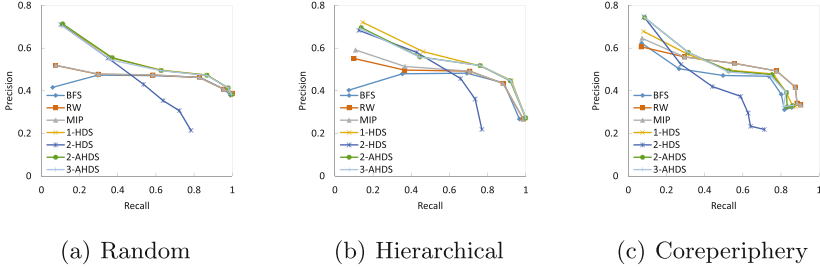 0.8
0.6
0.4
0.2
0
Precision
BFS
RW
MIP
1-HDS
2-HDS
2-AHDS
3-AHDS
0 0.2 0.4 0.6 0.8 1
Recall
(a) Random
0.8
0.6
0.4
0.2
0
Precision
BFS
RW
MIP
1-HDS
2-HDS
2-AHDS
3-AHDS
0 0.2 0.4 0.6 0.8 1
Recall
(b) Hierarchical
0.8
0.6
0.4
0.2
0
Precision
BFS
RW
MIP
1-HDS
2-HDS
2-AHDS
3-AHDS
0 0.2 0.4 0.6 0.8 1
Recall
(c) Coreperiphery